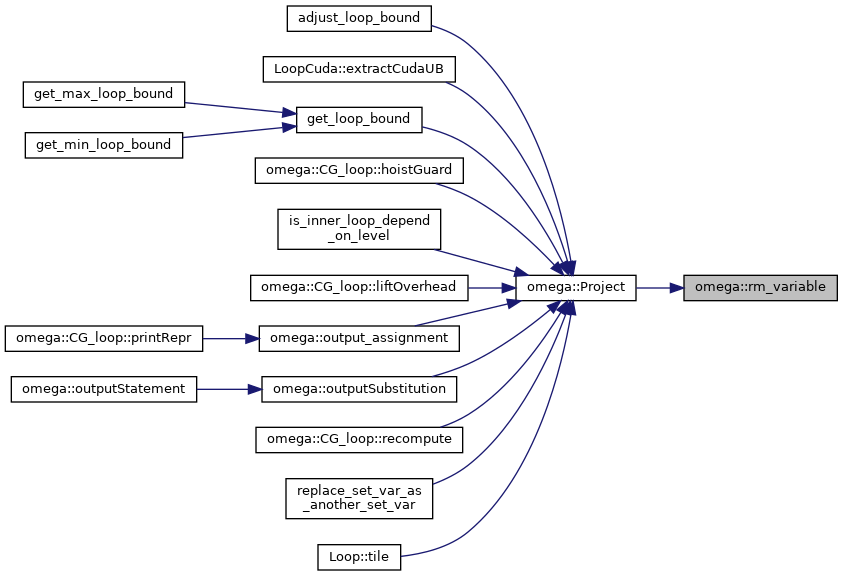 adjust_loop_bound
LoopCuda::extractCudaUB
get_max_loop_bound
get_loop_bound
get_min_loop_bound
omega::CG_loop::hoistGuard
is_inner_loop_depend
_on_level
omega::CG_loop::liftOverhead
omega::Project
omega::rm_variable
omega::CG_loop::printRepr
omega::output_assignment
omega::outputStatement
omega::outputSubstitution
omega::CG_loop::recompute
replace_set_var_as
_another_set_var
Loop::tile